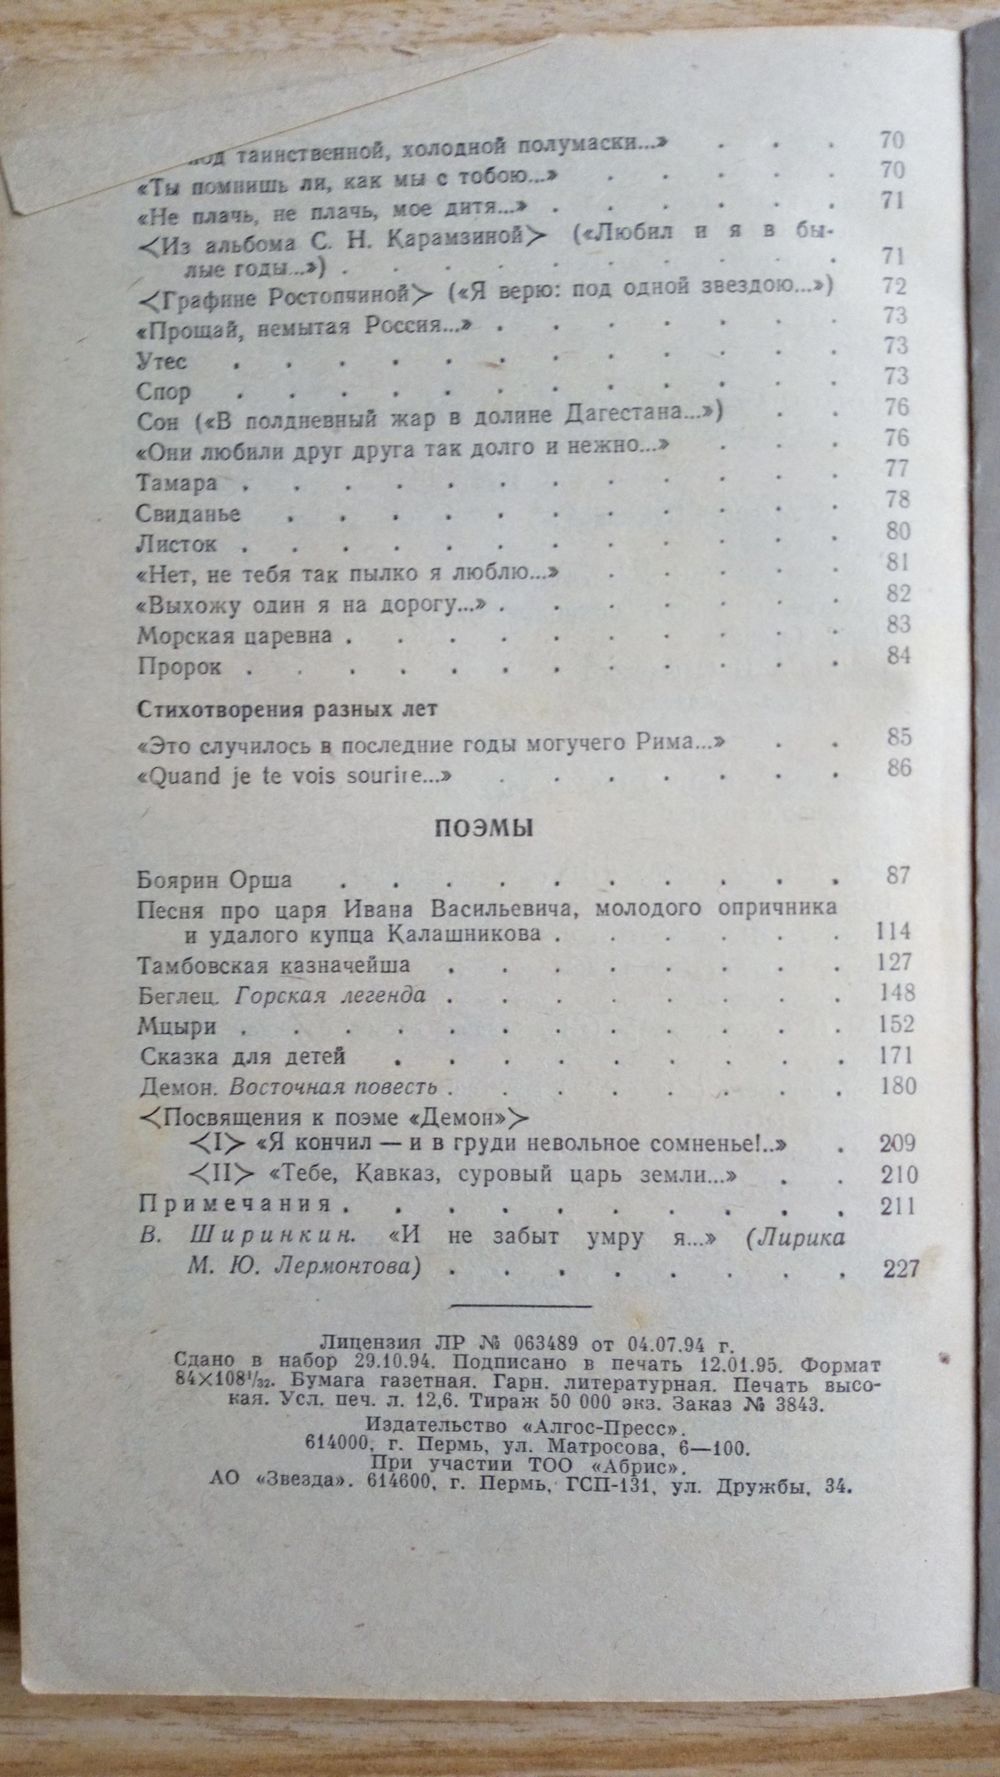 таинственной, холодной полумаски...» . . . 70
«Ты помнишь ли, как мы с тобою...» . . . . . 70
«Не плачь, не плачь, мое дитя...» . . . . . . 71
<Из альбома С. Н. Карамзиной> («Любил и я в бы-
лые годы...») . . . . . . . . . . 71
<Графине Ростопчиной> («Я верю: под одной звездою...») 72
«Прощай, немытая Россия...» . . . . . . . 73
Утес . . . . . . . . . . . . 73
Спор . . . . . . . . . . . . 73
Сон («В полдневный жар в долине Дагестана...») . . 76
«Они любили друг друга так долго и нежно...» . . . 76
Тамара . . . . . . . . . . . . 77
Свиданье . . . . . . . . . . . 78
Листок . . . . . . . . . . . . 80
«Нет, не тебя так пылко я люблю...» . . . . . 81
«Выхожу один я на дорогу...» . . . . . . . 82
Морская царевна . . . . . . . . . . 83
Пророк . . . . . . . . . . . . 84
Стихотворения разных лет
«Это случилось в последние годы могучего Рима...» . . 85
«Quand je te vois sourire...» . . . . . . . 86
ПОЭМЫ
Боярин Орша . . . . . . . . . . 87
Песня про царя Ивана Васильевича, молодого опричника
и удалого купца Калашникова . . . . . . 114
Тамбовская казначейша . . . . . . . . 127
Беглец. Горская легенда . . . . . . . . 148
Мцыри . . . . . . . . . . . . 152
Сказка для детей . . . . . . . . . 171
Демон. Восточная повесть . . . . . . . . 180
<Посвящения к поэме «Демон»>
<I> «Я кончил — и в груди невольное сомненье!..» . 209
<II> «Тебе, Кавказ, суровый царь земли...» . . 210
Примечания . . . . . . . . . . 211
В. Ширинкин. «И не забыт умру я...» (Лирика
М. Ю. Лермонтова) . . . . . . . . 227
Лицензия ЛР № 063489 от 04.07.94 г.
Сдано в набор 29.10.94. Подписано в печать 12.01.95. Формат
84×108¹/₃₂. Бумага газетная. Гарн. литературная. Печать высо-
кая. Усл. печ. л. 12,6. Тираж 50 000 экз. Заказ № 3843.
Издательство «Алгос-Пресс».
614000, г. Пермь, ул. Матросова, 6—100.
При участии ТОО «Абрис».
АО «Звезда». 614600, г. Пермь, ГСП-131, ул. Дружбы, 34.